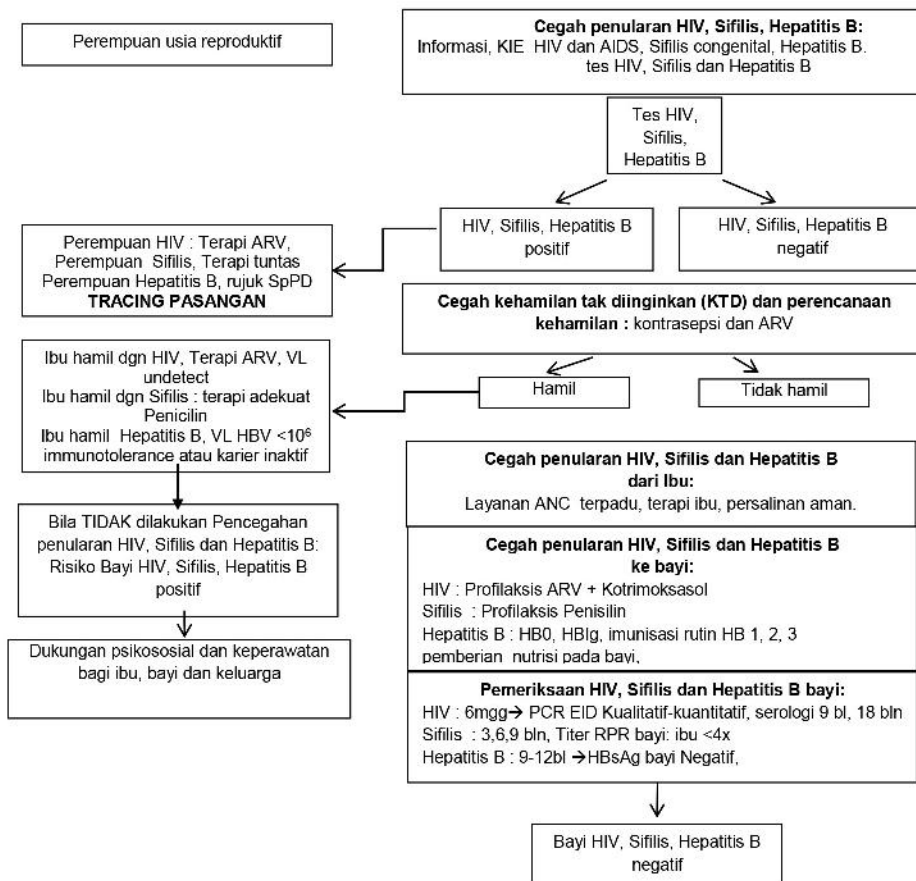 Perempuan usia reproduktif
Cegah penularan HIV, Sifilis, Hepatitis B:
Informasi, KIE HIV dan AIDS, Sifilis congenital, Hepatitis B.
tes HIV, Sifilis dan Hepatitis B
Tes HIV,
Sifilis,
Hepatitis B
HIV, Sifilis, Hepatitis B
positif
HIV, Sifilis, Hepatitis B
negatif
Perempuan HIV : Terapi ARV,
Perempuan Sifilis, Terapi tuntas
Perempuan Hepatitis B, rujuk SpPD
TRACING PASANGAN
Cegah kehamilan tak diinginkan (KTD) dan perencanaan
kehamilan : kontrasepsi dan ARV
Hamil
Tidak hamil
Ibu hamil dgn HIV, Terapi ARV, VL
undetect
Ibu hamil dgn Sifilis : terapi adekuat
Penicilin
Ibu hamil Hepatitis B, VL HBV <10⁶
immunotolerance atau karier inaktif
Cegah penularan HIV, Sifilis dan Hepatitis B
dari Ibu:
Layanan ANC terpadu, terapi ibu, persalinan aman.
Bila TIDAK dilakukan Pencegahan
penularan HIV, Sifilis dan Hepatitis B:
Risiko Bayi HIV, Sifilis, Hepatitis B
positif
Cegah penularan HIV, Sifilis dan Hepatitis B
ke bayi:
HIV : Profilaksis ARV + Kotrimoksasol
Sifilis : Profilaksis Penisilin
Hepatitis B : HB0, HBIg, imunisasi rutin HB 1, 2, 3
pemberian nutrisi pada bayi,
Dukungan psikososial dan keperawatan
bagi ibu, bayi dan keluarga
Pemeriksaan HIV, Sifilis dan Hepatitis B bayi:
HIV : 6mgg→ PCR EID Kualitatif-kuantitatif, serologi 9 bl, 18 bln
Sifilis : 3,6,9 bln, Titer RPR bayi: ibu <4x
Hepatitis B : 9-12bl →HBsAg bayi Negatif,
Bayi HIV, Sifilis, Hepatitis B
negatif